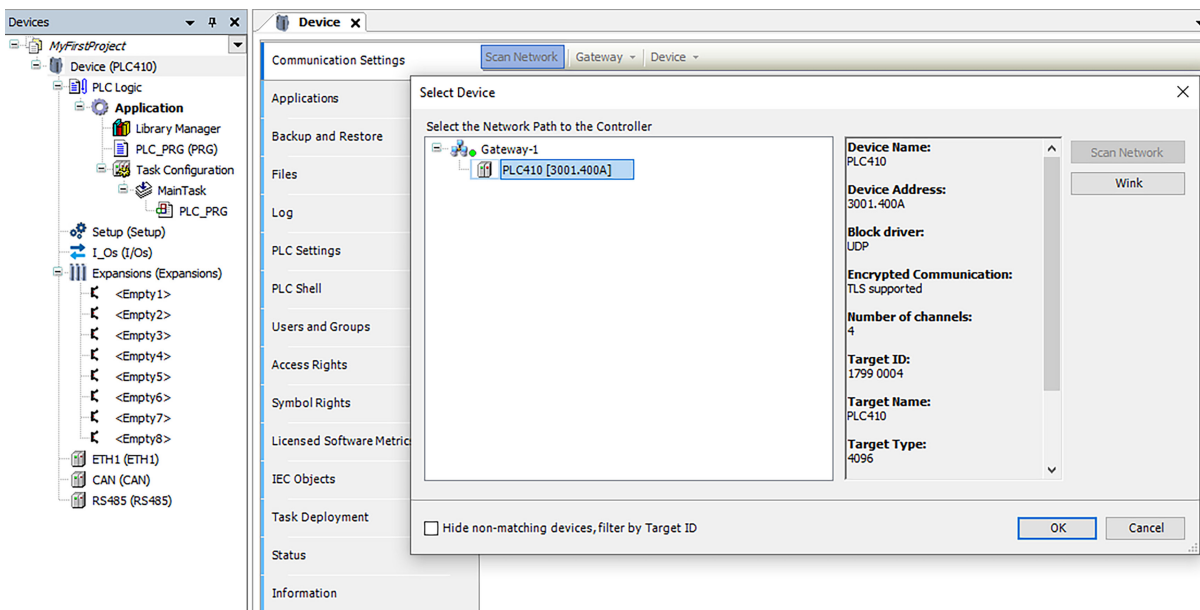 Devices
MyFirstProject
Device (PLC410)
PLC Logic
Application
Library Manager
PLC_PRG (PRG)
Task Configuration
MainTask
PLC_PRG
Setup (Setup)
I_Os (I/Os)
Expansions (Expansions)
<Empty1>
<Empty2>
<Empty3>
<Empty4>
<Empty5>
<Empty6>
<Empty7>
<Empty8>
ETH1 (ETH1)
CAN (CAN)
RS485 (RS485)
Device
Communication Settings
Applications
Backup and Restore
Files
Log
PLC Settings
PLC Shell
Users and Groups
Access Rights
Symbol Rights
Licensed Software Metric
IEC Objects
Task Deployment
Status
Information
Scan Network Gateway Device
Select Device
Select the Network Path to the Controller
Gateway-1
PLC410 [3001.400A]
Device Name:
PLC410
Device Address:
3001.400A
Block driver:
UDP
Encrypted Communication:
TLS supported
Number of channels:
4
Target ID:
1799 0004
Target Name:
PLC410
Target Type:
4096
Scan Network
Wink
Hide non-matching devices, filter by Target ID
OK Cancel